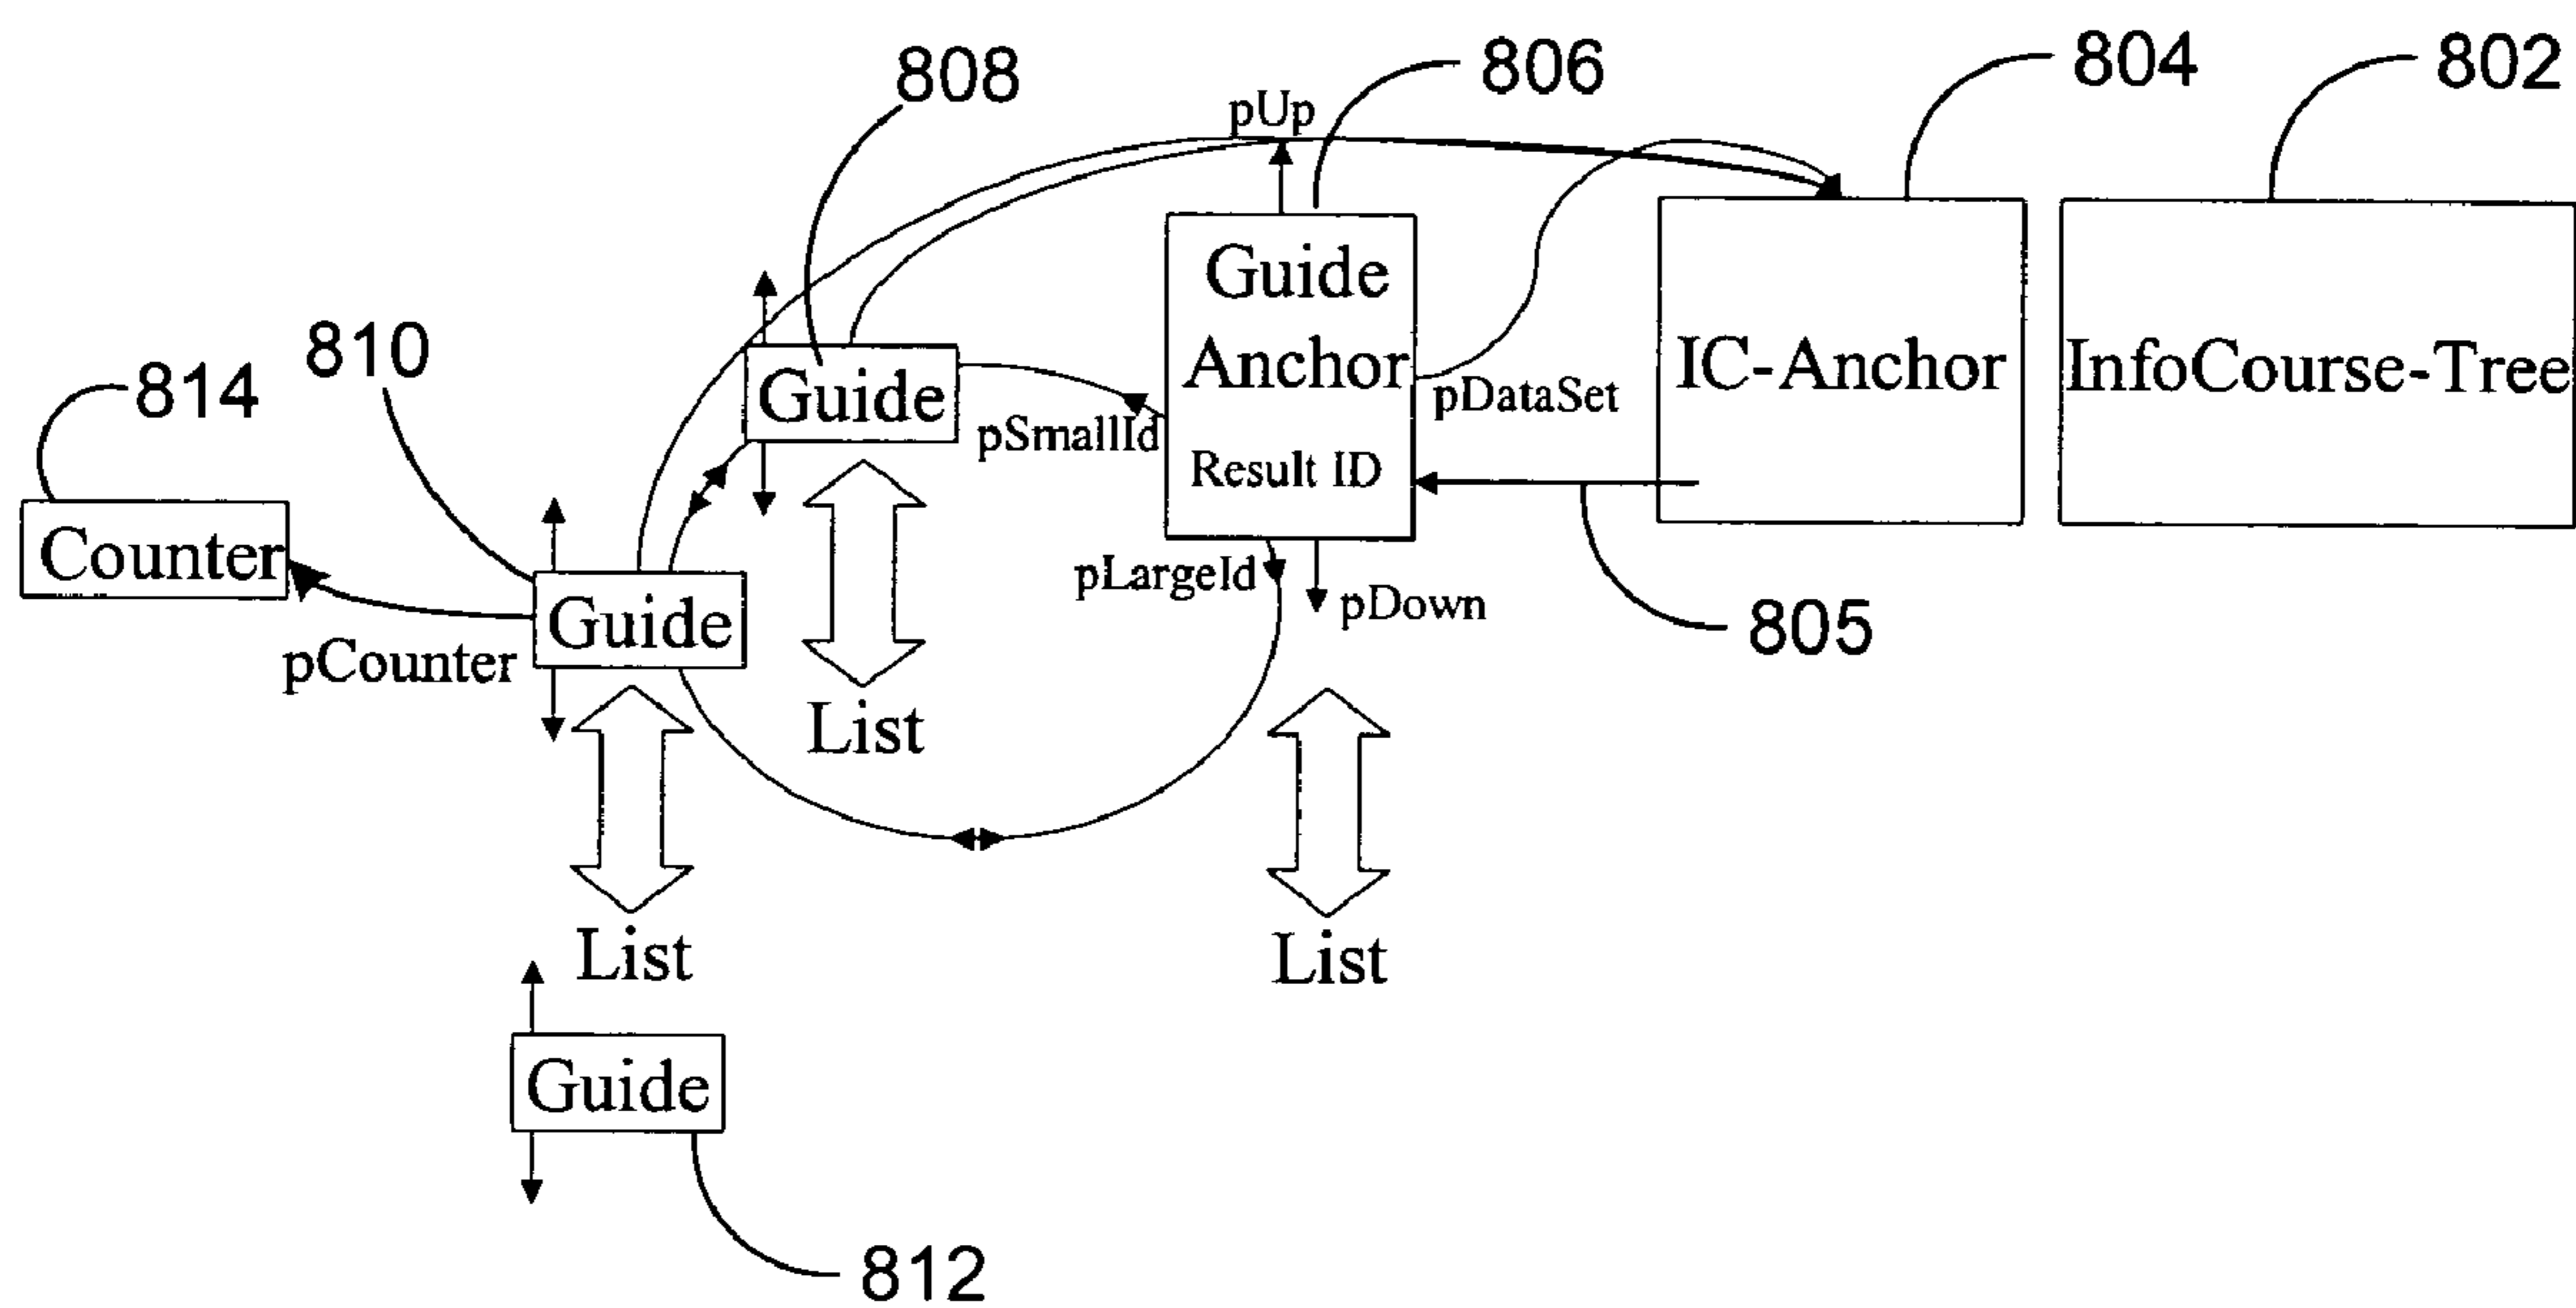 808
806
804
802
pUp
814
810
Guide
Anchor
Result ID
IC-Anchor
InfoCourse-Tree
Guide
pSmallId
pDataSet
Counter
pCounter
Guide
pLargeId
pDown
805
List
List
List
Guide
812